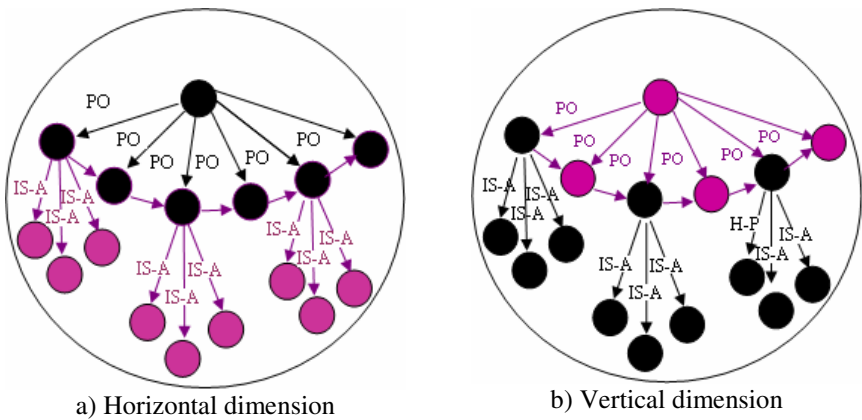 PO PO
PO PO
PO PO PO PO PO PO
IS-A IS-A IS-A IS-A
IS-A IS-A IS-A H-P
IS-A IS-A IS-A IS-A
IS-A IS-A IS-A IS-A
IS-A IS-A
a) Horizontal dimension b) Vertical dimension